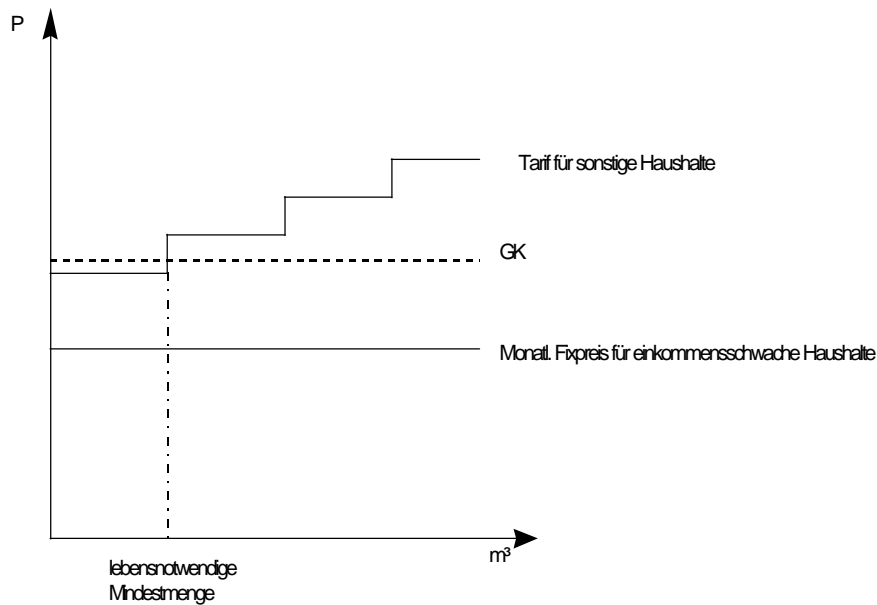 P
Tarif für sonstige Haushalte
GK
Monatl. Fixpreis für einkommensschwache Haushalte
m³
lebensnotwendige
Mindestmenge